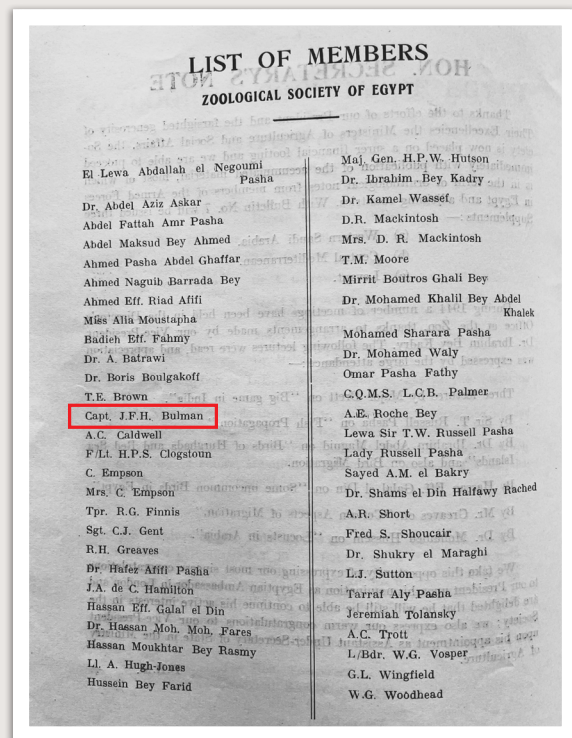 LIST OF MEMBERS
ZOOLOGICAL SOCIETY OF EGYPT
El Lewa Abdallah el Negoumi
Pasha
Dr. Abdel Aziz Askar
Abdel Fattah Amr Pasha
Abdel Maksud Bey Ahmed
Ahmed Pasha Abdel Ghaffar
Ahmed Naguib Barrada Bey
Ahmed Eff. Riad Afifi
Miss Alia Moustapha
Badieh Eff. Fahmy
Dr. A. Batrawi
Dr. Boris Boulgakoff
T.E. Brown
Capt. J.F.H. Bulman
A.C. Caldwell
F/Lt. H.P.S. Clogstoun
C. Empson
Mrs. C. Empson
Tpr. R.G. Finnis
Sgt. C.J. Gent
R.H. Greaves
Dr. Hafez Afifi Pasha
J.A. de C. Hamilton
Hassan Eff. Galal el Din
Dr. Hassan Moh. Moh. Fares
Hassan Moukhtar Bey Rasmy
Ll. A. Hugh-Jones
Hussein Bey Farid
Maj. Gen. H.P.W. Hutson
Dr. Ibrahim Bey Kadry
Dr. Kamel Wassef
D.R. Mackintosh
Mrs. D. R. Mackintosh
T.M. Moore
Mirrit Boutros Ghali Bey
Dr. Mohamed Khalil Bey Abdel
Khalek
Mohamed Sharara Pasha
Dr. Mohamed Waly
Omar Pasha Fathy
C.Q.M.S. L.C.B. Palmer
A.E. Roche Bey
Lewa Sir T.W. Russell Pasha
Lady Russell Pasha
Sayed A.M. el Bakry
Dr. Shams el Din Halfawy Rached
A.R. Short
Fred S. Shoucair
Dr. Shukry el Maraghi
L.J. Sutton
Tarraf Aly Pasha
Jeremiah Tolansky
A.C. Trott
L/Bdr. W.G. Vosper
G.L. Wingfield
W.G. Woodhead